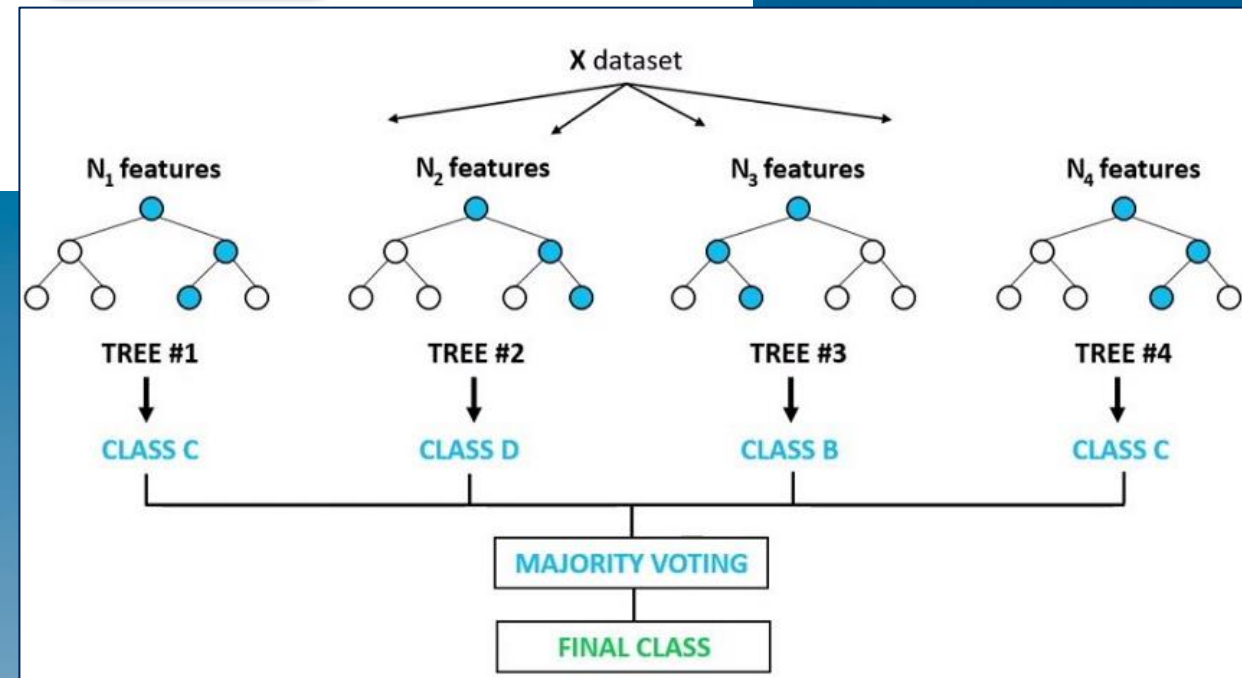 X dataset
N₁ features N₂ features N₃ features N₄ features
TREE #1 TREE #2 TREE #3 TREE #4
CLASS C CLASS D CLASS B CLASS C
MAJORITY VOTING
FINAL CLASS